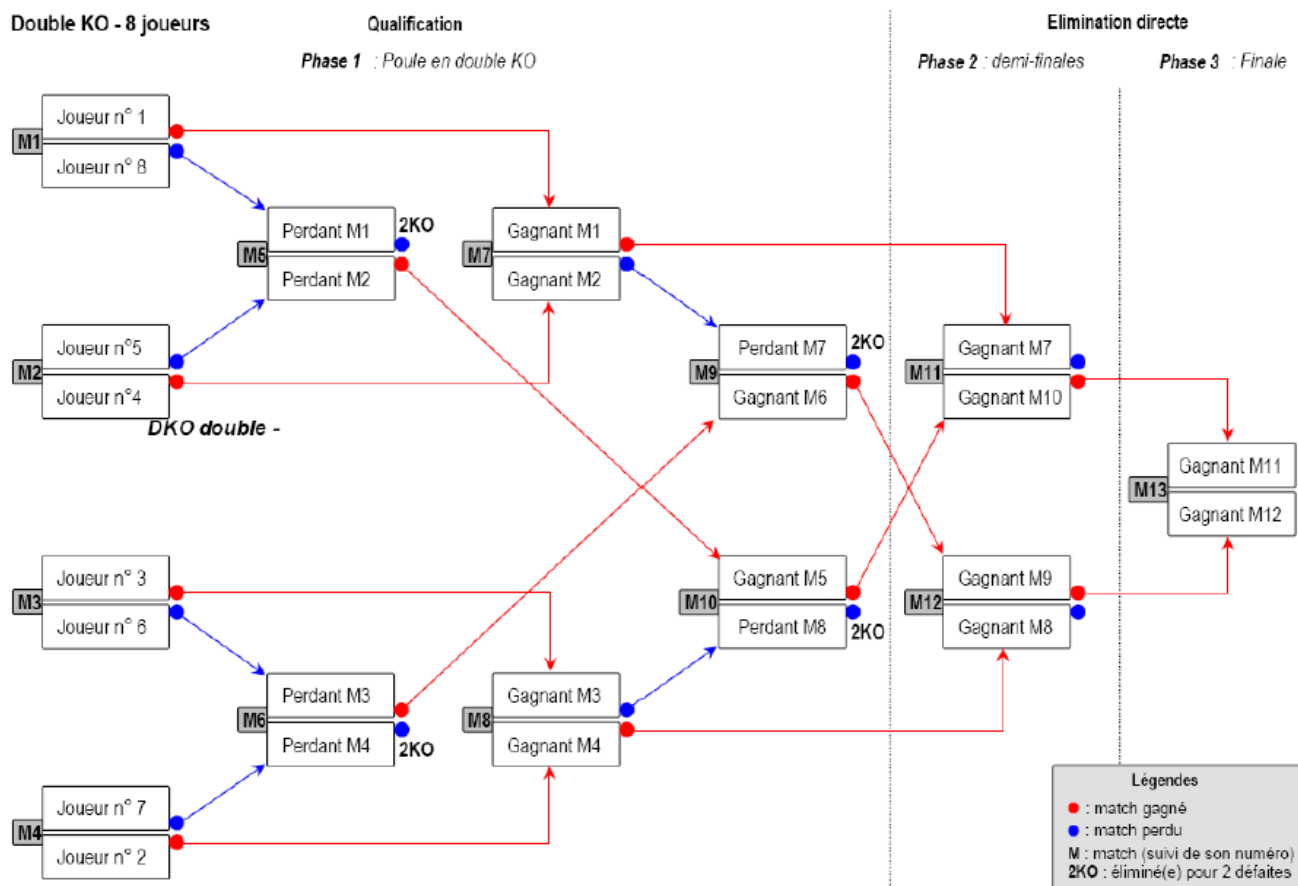 Double KO - 8 joueurs
Qualification
Elimination directe
Phase 1 : Poule en double KO
Phase 2 : demi-finales
Phase 3 : Finale
M1
Joueur n° 1
Joueur n° 8
M2
Joueur n°5
Joueur n°4
DKO double -
M3
Joueur n° 3
Joueur n° 6
M4
Joueur n° 7
Joueur n° 2
M5
Perdant M1
Perdant M2
2KO
M6
Perdant M3
Perdant M4
2KO
M7
Gagnant M1
Gagnant M2
M8
Gagnant M3
Gagnant M4
M9
Perdant M7
Gagnant M6
2KO
M10
Gagnant M5
Perdant M8
2KO
M11
Gagnant M7
Gagnant M10
M12
Gagnant M9
Gagnant M8
M13
Gagnant M11
Gagnant M12
Légendes
: match gagné
: match perdu
M : match (suivi de son numéro)
2KO : éliminé(e) pour 2 défaites